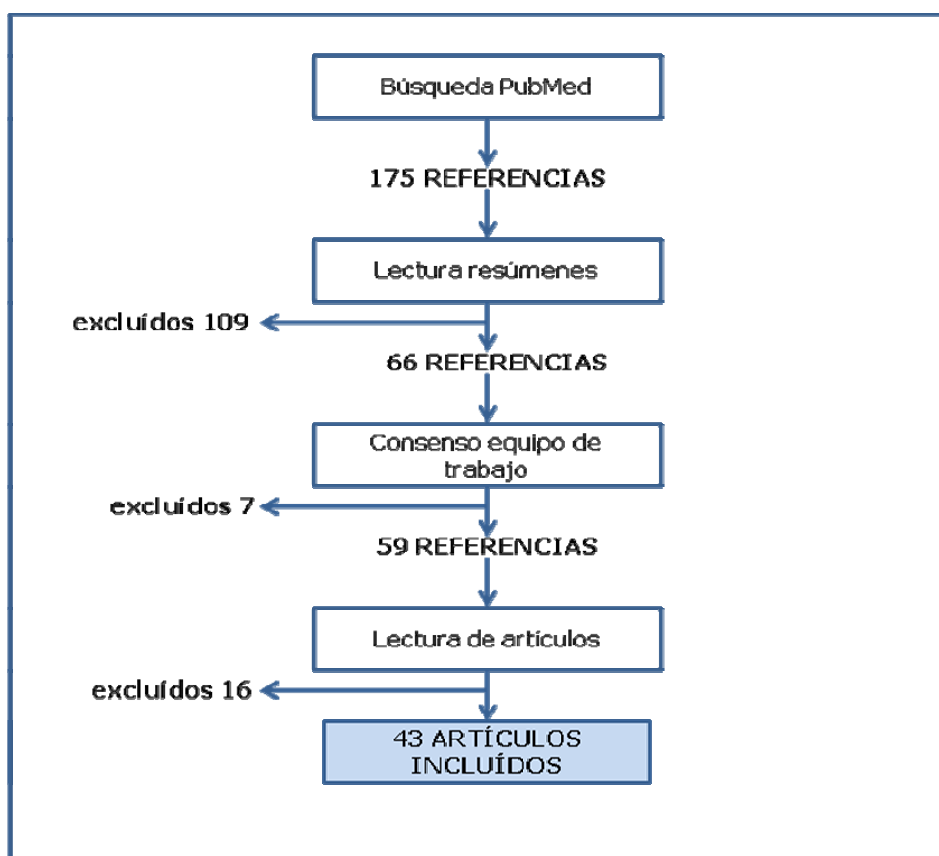 Búsqueda PubMed
175 REFERENCIAS
Lectura resúmenes
excluídos 109
66 REFERENCIAS
Consenso equipo de
trabajo
excluídos 7
59 REFERENCIAS
Lectura de artículos
excluídos 16
43 ARTÍCULOS
INCLUÍDOS